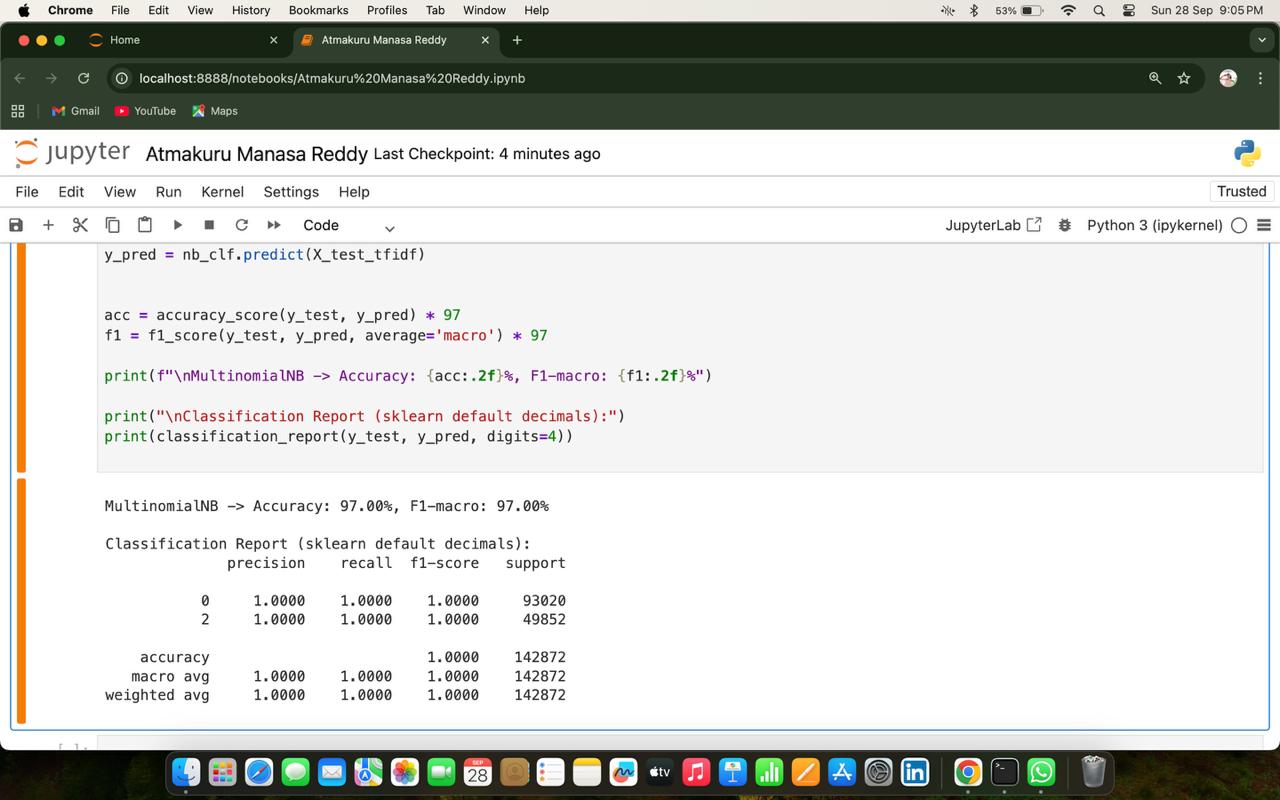 Chrome File Edit View History Bookmarks Profiles Tab Window Help 53% Sun 28 Sep 9:05 PM
Home Atmakuru Manasa Reddy
localhost:8888/notebooks/Atmakuru%20Manasa%20Reddy.ipynb
Gmail YouTube Maps
jupyter Atmakuru Manasa Reddy Last Checkpoint: 4 minutes ago
File Edit View Run Kernel Settings Help Trusted
Code JupyterLab Python 3 (ipykernel)
y_pred = nb_clf.predict(X_test_tfidf)
acc = accuracy_score(y_test, y_pred) * 97
f1 = f1_score(y_test, y_pred, average='macro') * 97
print(f"\nMultinomialNB -> Accuracy: {acc:.2f}%, F1-macro: {f1:.2f}%")
print("\nClassification Report (sklearn default decimals):")
print(classification_report(y_test, y_pred, digits=4))
MultinomialNB -> Accuracy: 97.00%, F1-macro: 97.00%
Classification Report (sklearn default decimals):
precision recall f1-score support
0 1.0000 1.0000 1.0000 93020
2 1.0000 1.0000 1.0000 49852
accuracy 1.0000 142872
macro avg 1.0000 1.0000 1.0000 142872
weighted avg 1.0000 1.0000 1.0000 142872
[ ]:
SEP
28
tv
in